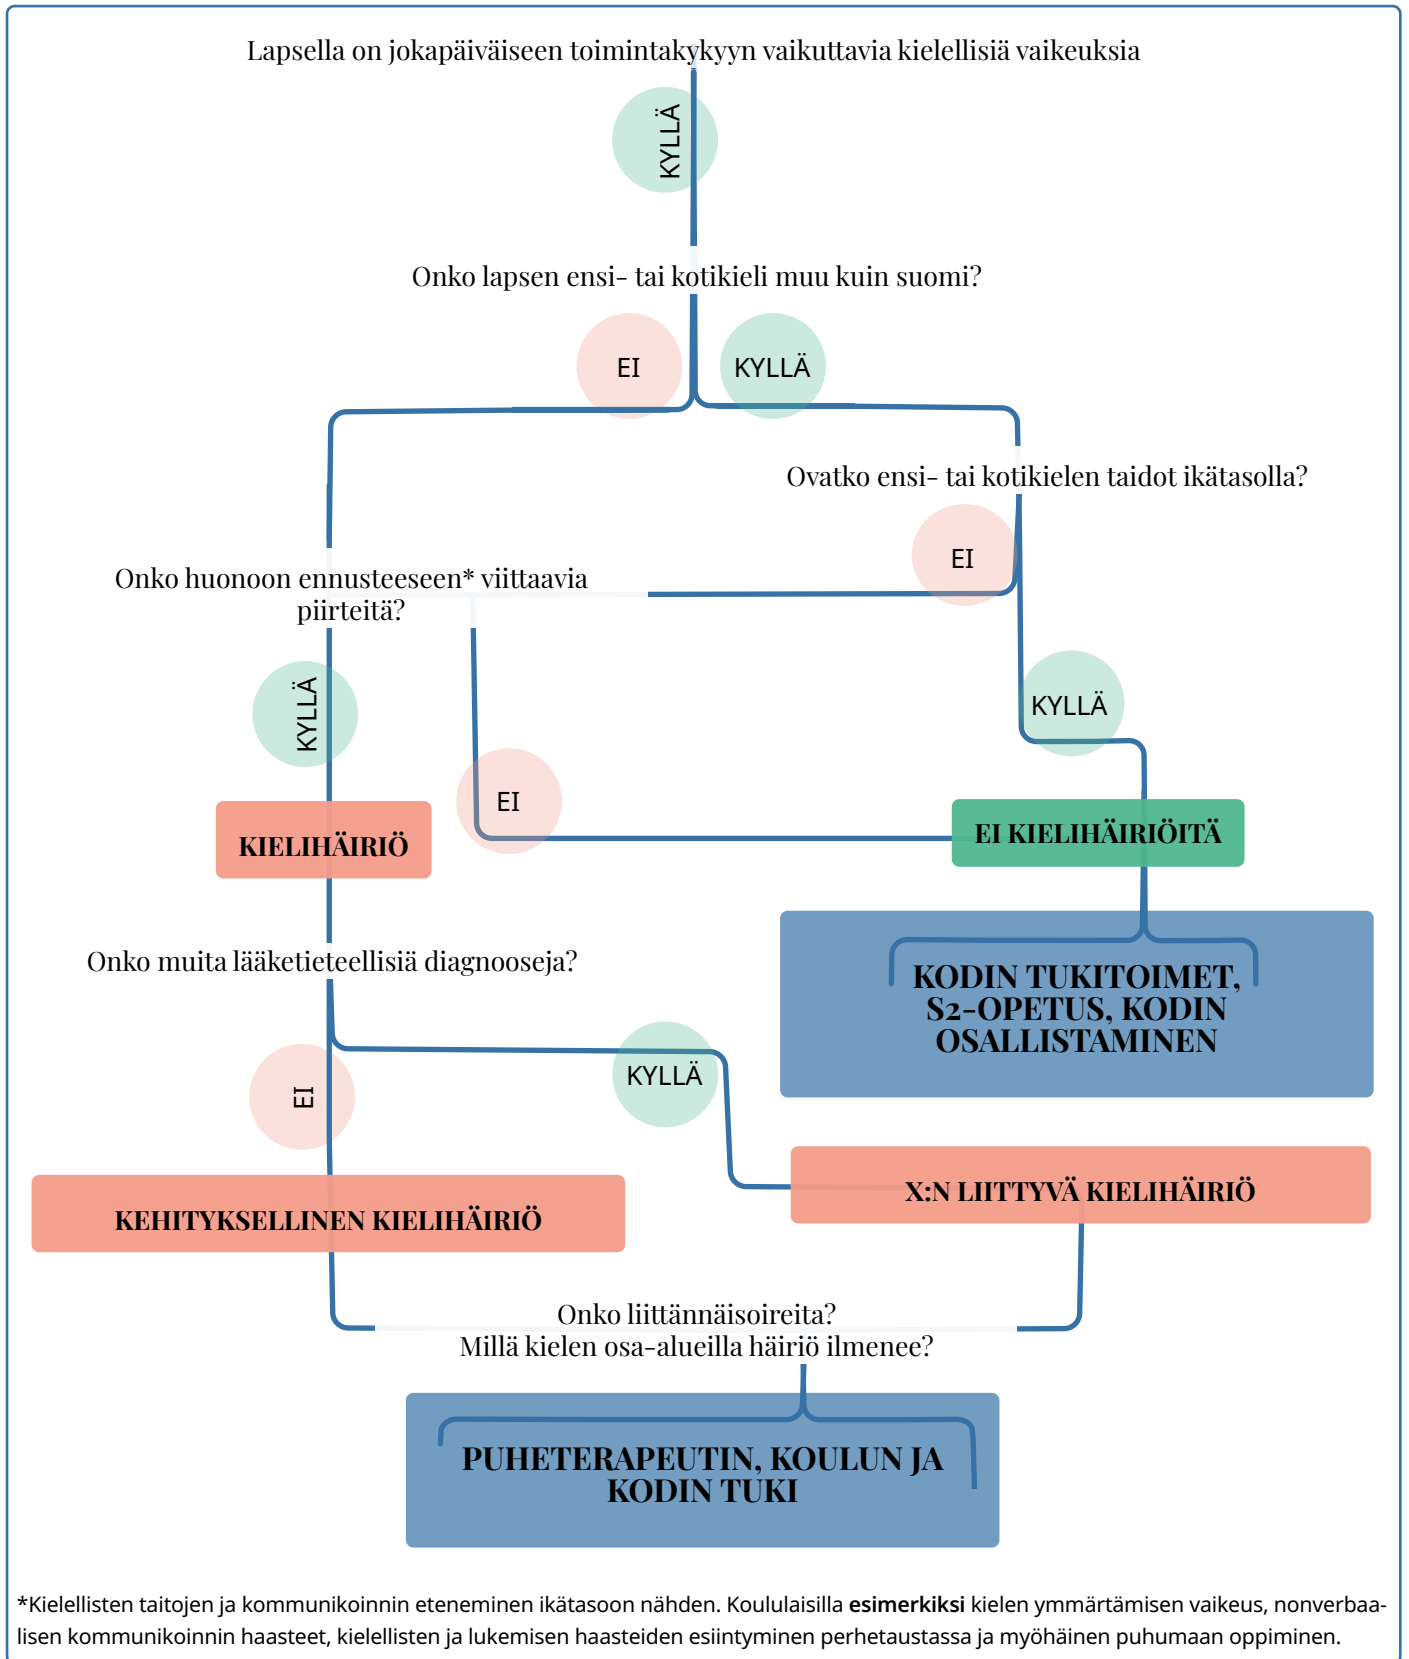 Lapsella on jokapäiväiseen toimintakykyyn vaikuttavia kielellisiä vaikeuksia
KYLLÄ
Onko lapsen ensi- tai kotikieli muu kuin suomi?
EI
KYLLÄ
Ovatko ensi- tai kotikielen taidot ikätasolla?
EI
Onko huonoon ennusteeseen* viittaavia
piirteitä?
KYLLÄ
KYLLÄ
EI
KIELIHÄIRIÖ
EI KIELIHÄIRIÖITÄ
Onko muita lääketieteellisiä diagnooseja?
KODIN TUKITOIMET,
S2-OPETUS, KODIN
OSALLISTAMINEN
EI
KYLLÄ
KEHITYKSELLINEN KIELIHÄIRIÖ
X:N LIITTYVÄ KIELIHÄIRIÖ
Onko liittännäisoireita?
Millä kielen osa-alueilla häiriö ilmenee?
PUHETERAPEUTIN, KOULUN JA
KODIN TUKI
*Kielellisten taitojen ja kommunikoinnin eteneminen ikätasoon nähden. Koululaisilla esimerkiksi kielen ymmärtämisen vaikeus, nonverbaa-
lisen kommunikoinnin haasteet, kielellisten ja lukemisen haasteiden esiintyminen perhetaustassa ja myöhäinen puhumaan oppiminen.